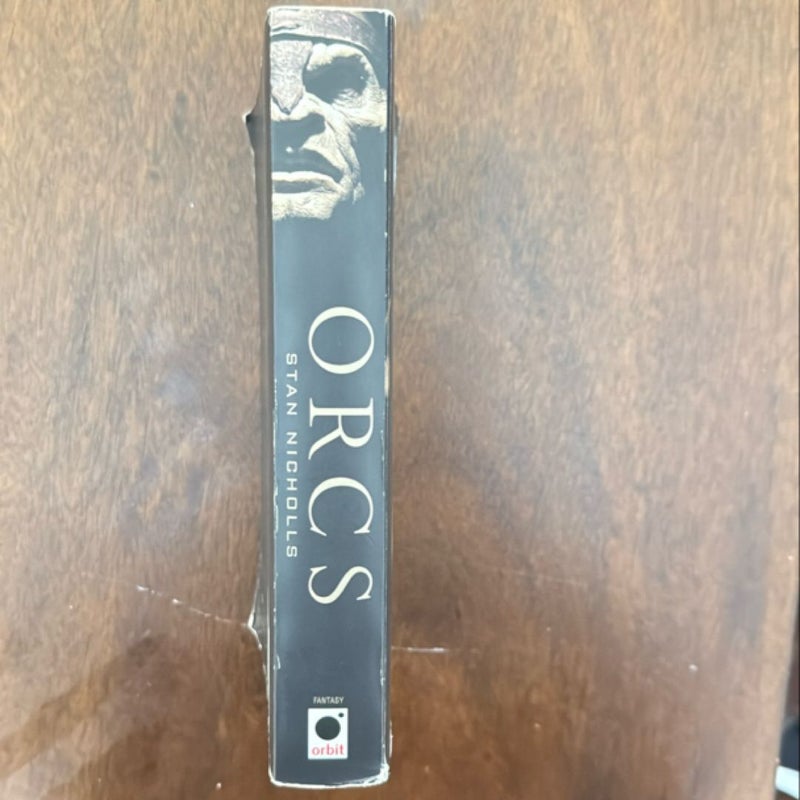 ORCS
STAN NICHOLLS
FANTASY
orbit